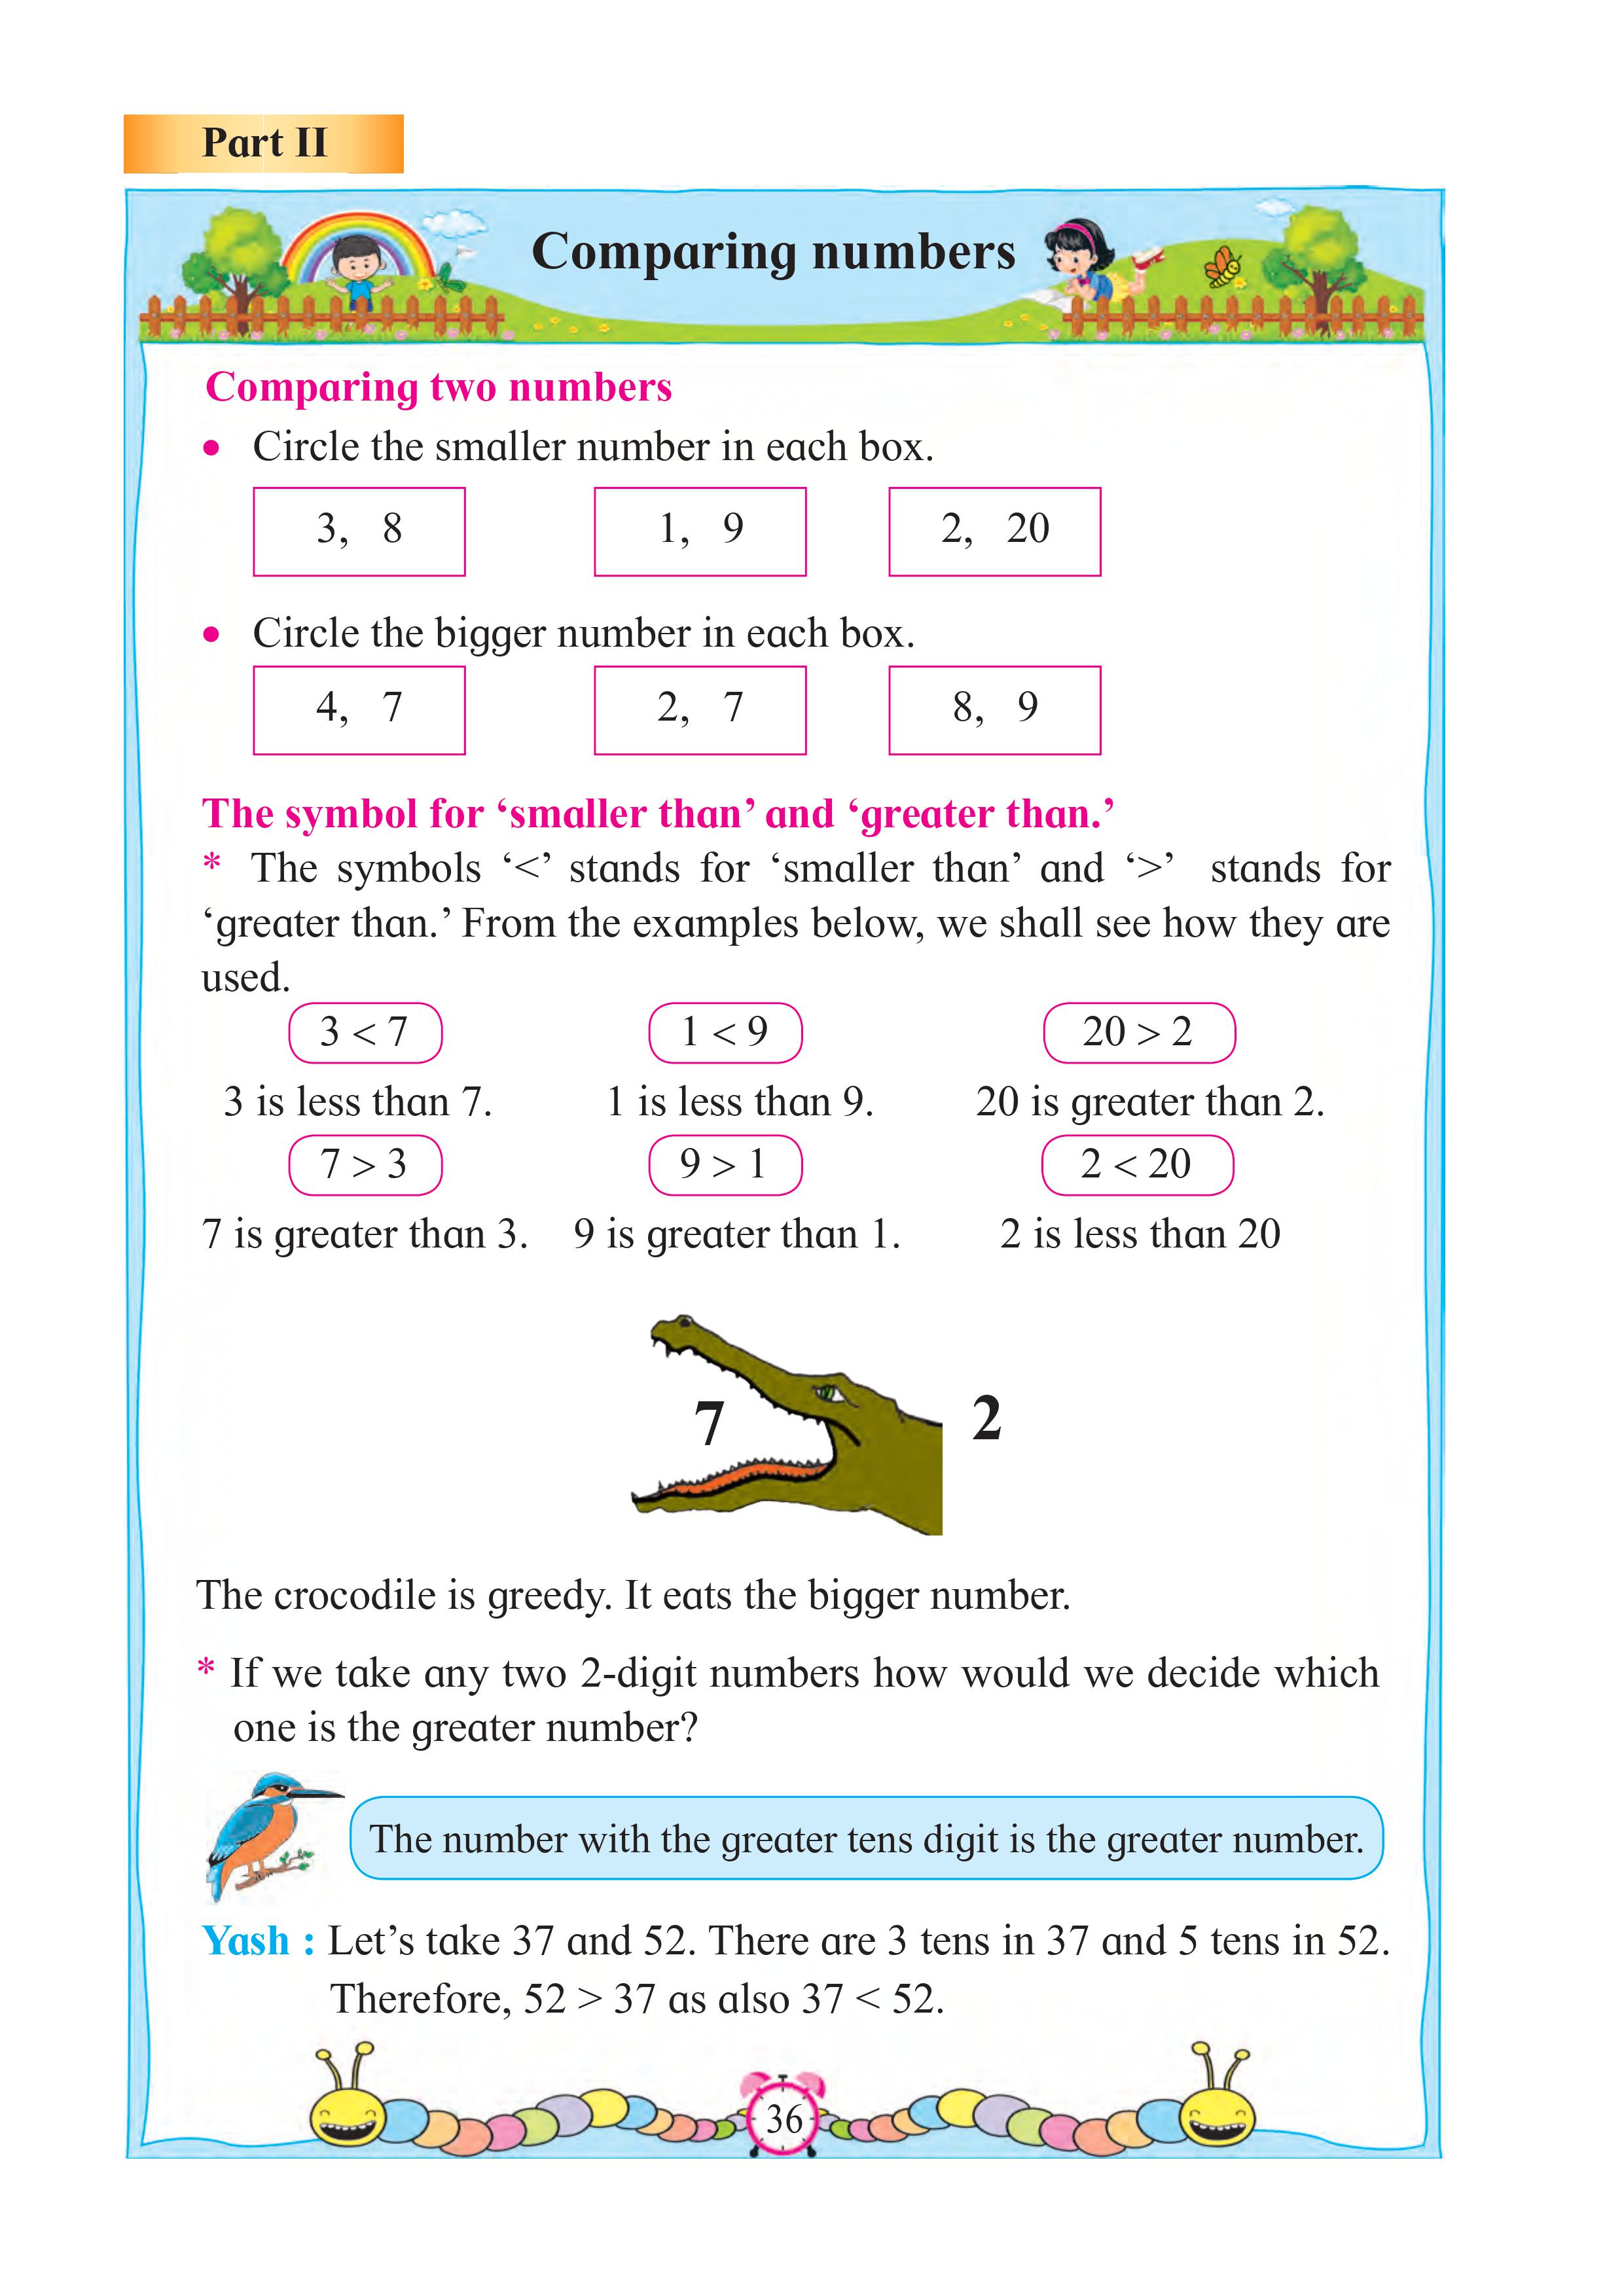 Part II
Comparing numbers
Comparing two numbers
• Circle the smaller number in each box.
3, 8 1, 9 2, 20
• Circle the bigger number in each box.
4, 7 2, 7 8, 9
The symbol for ‘smaller than’ and ‘greater than.’
* The symbols ‘<’ stands for ‘smaller than’ and ‘>’ stands for
‘greater than.’ From the examples below, we shall see how they are
used.
3 < 7 1 < 9 20 > 2
3 is less than 7. 1 is less than 9. 20 is greater than 2.
7 > 3 9 > 1 2 < 20
7 is greater than 3. 9 is greater than 1. 2 is less than 20
7 2
The crocodile is greedy. It eats the bigger number.
* If we take any two 2-digit numbers how would we decide which
one is the greater number?
The number with the greater tens digit is the greater number.
Yash : Let’s take 37 and 52. There are 3 tens in 37 and 5 tens in 52.
Therefore, 52 > 37 as also 37 < 52.
36